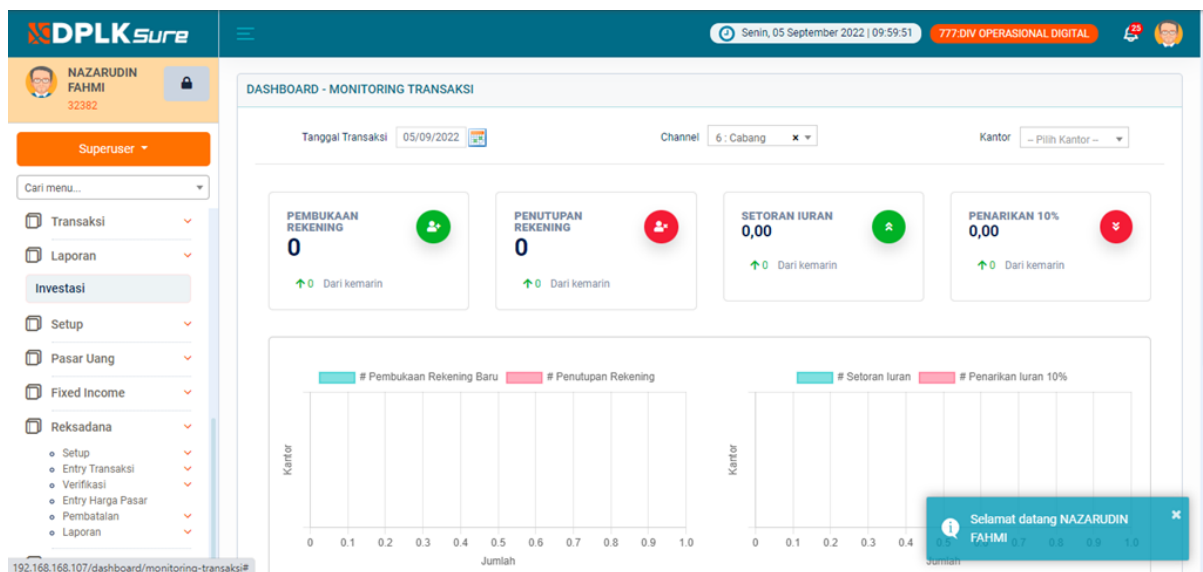 DPLKSure
Senin, 05 September 2022 | 09:59:51
777:DIV OPERASIONAL DIGITAL
25
NAZARUDIN
FAHMI
32382
Superuser
Cari menu...
Transaksi
Laporan
Investasi
Setup
Pasar Uang
Fixed Income
Reksadana
Setup
Entry Transaksi
Verifikasi
Entry Harga Pasar
Pembatalan
Laporan
192.168.168.107/dashboard/monitoring-transaksi#
DASHBOARD - MONITORING TRANSAKSI
Tanggal Transaksi 05/09/2022
Channel 6 : Cabang × 
Kantor -- Pilih Kantor --
PEMBUKAAN
REKENING
0
0 Dari kemarin
PENUTUPAN
REKENING
0
0 Dari kemarin
SETORAN IURAN
0,00
0 Dari kemarin
PENARIKAN 10%
0,00
0 Dari kemarin
# Pembukaan Rekening Baru # Penutupan Rekening
Kantor
0 0.1 0.2 0.3 0.4 0.5 0.6 0.7 0.8 0.9 1.0
Jumlah
# Setoran Iuran # Penarikan Iuran 10%
Kantor
0 0.1 0.2 0.3 0.4 0.5 0.6 0.7 0.8 0.9 1.0
Jumlah
Selamat datang NAZARUDIN
FAHMI
×